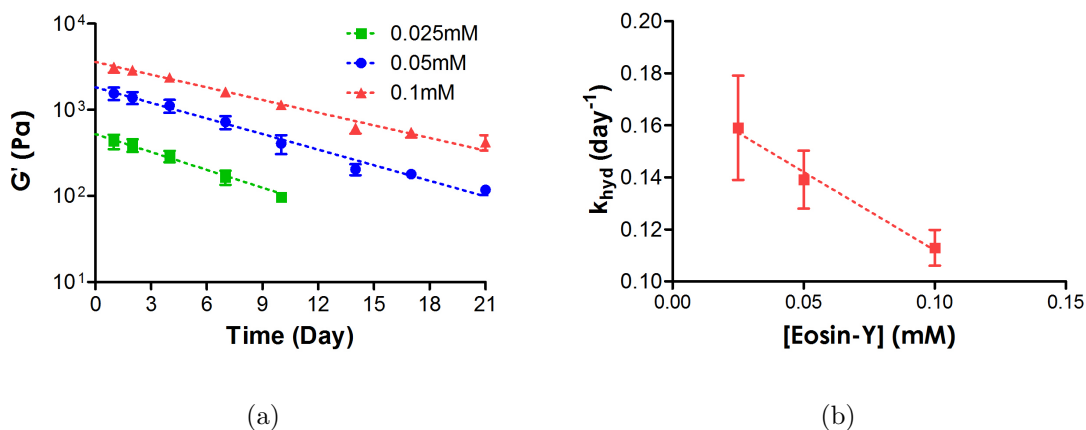 10⁴
10³
10²
10¹
G' (Pa)
0 3 6 9 12 15 18 21
Time (Day)
0.025mM
0.05mM
0.1mM
(a)
0.20
0.18
0.16
0.14
0.12
0.10
k_hyd (day⁻¹)
0.00 0.05 0.10 0.15
[Eosin-Y] (mM)
(b)